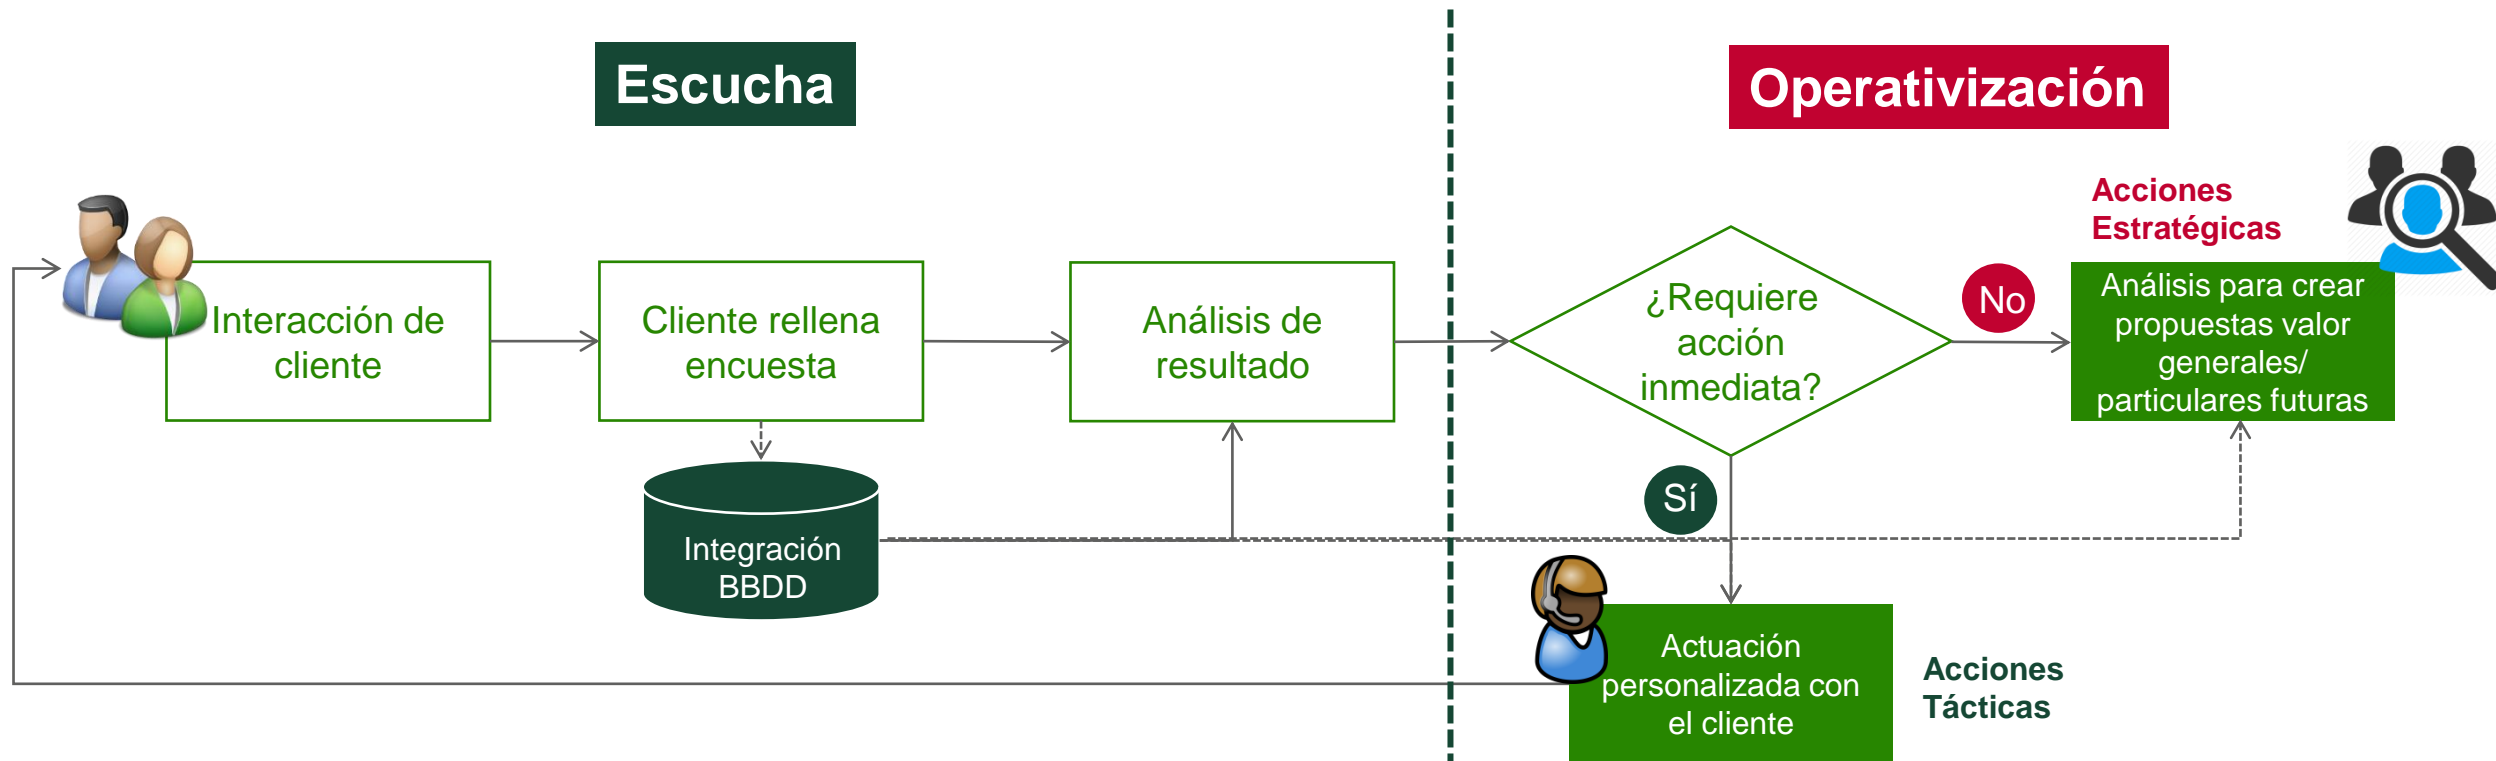 Escucha
Operativización
Acciones
Estratégicas
Interacción de
cliente
Cliente rellena
encuesta
Análisis de
resultado
¿Requiere
acción
inmediata?
No
Análisis para crear
propuestas valor
generales/
particulares futuras
Sí
Integración
BBDD
Actuación
personalizada con
el cliente
Acciones
Tácticas